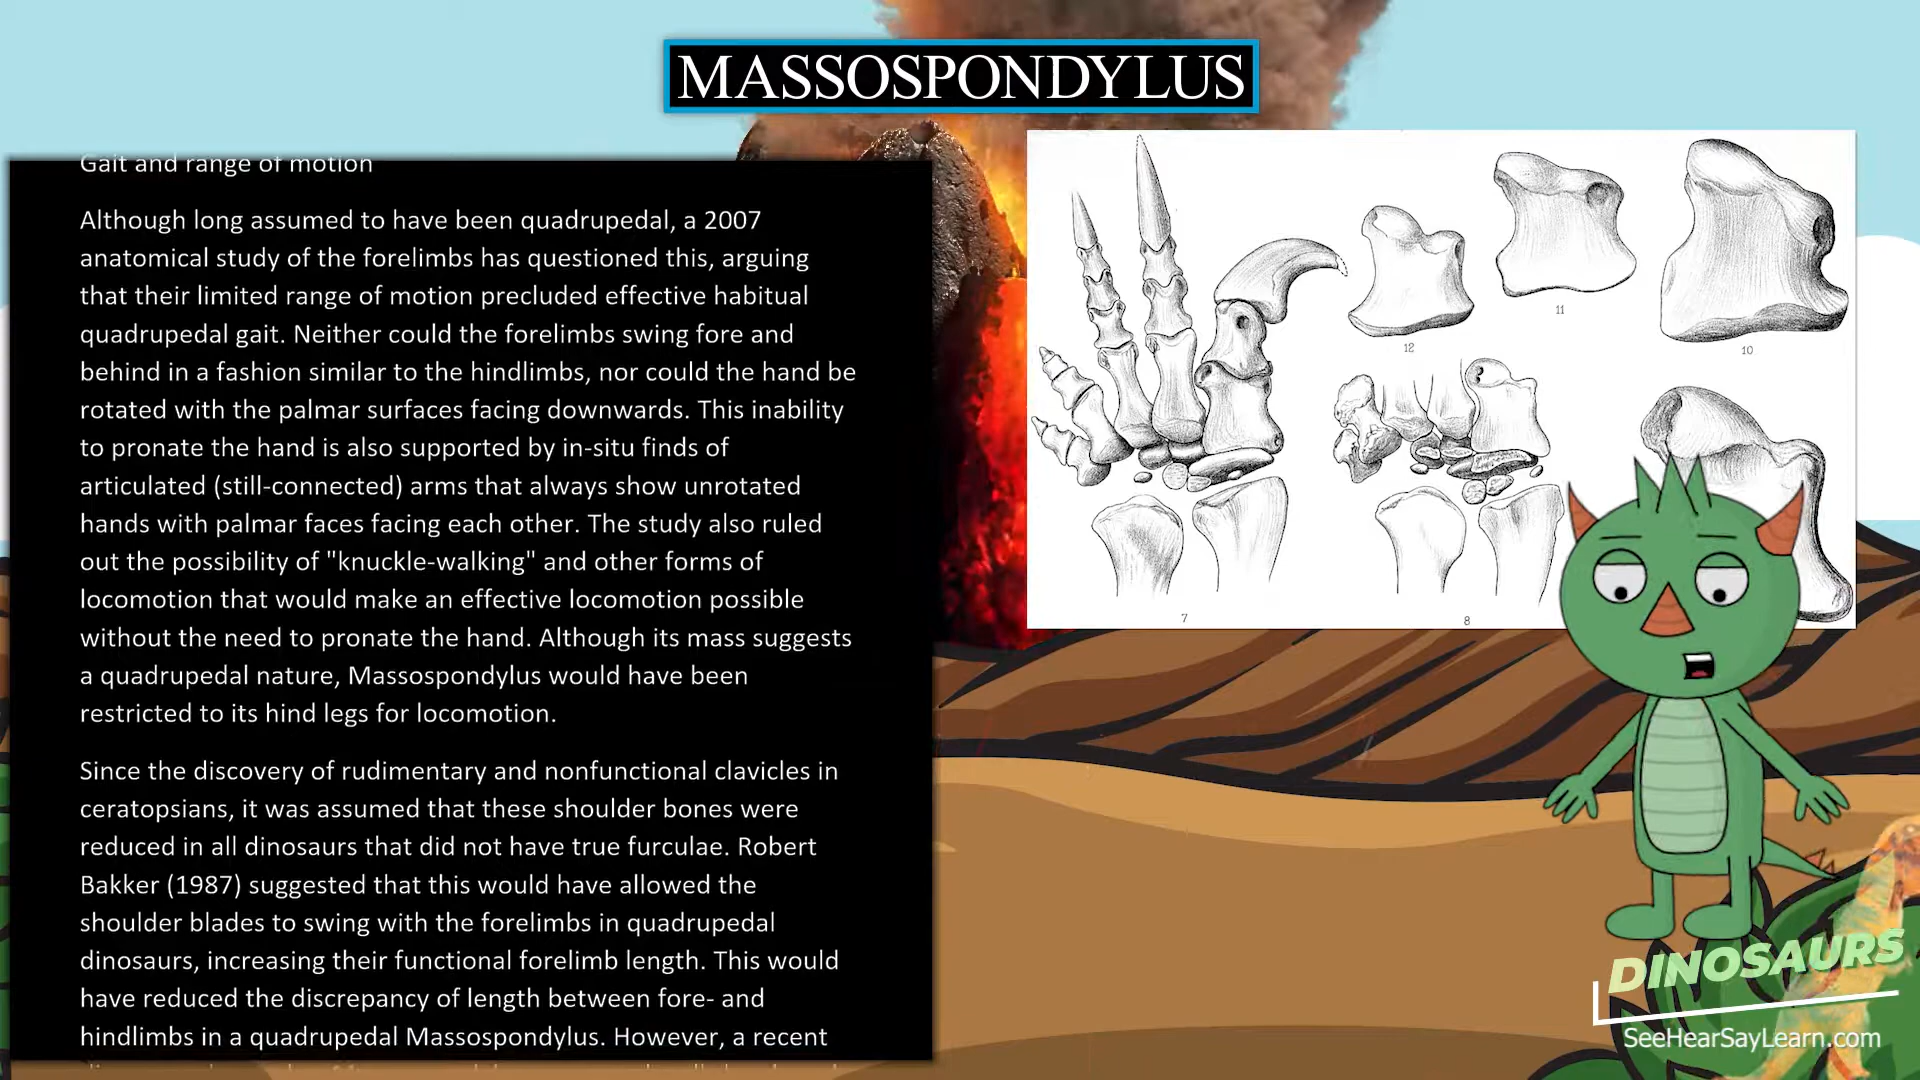 MASSOSPONDYLUS
Gait and range of motion
Although long assumed to have been quadrupedal, a 2007
anatomical study of the forelimbs has questioned this, arguing
that their limited range of motion precluded effective habitual
quadrupedal gait. Neither could the forelimbs swing fore and
behind in a fashion similar to the hindlimbs, nor could the hand be
rotated with the palmar surfaces facing downwards. This inability
to pronate the hand is also supported by in-situ finds of
articulated (still-connected) arms that always show unrotated
hands with palmar faces facing each other. The study also ruled
out the possibility of "knuckle-walking" and other forms of
locomotion that would make an effective locomotion possible
without the need to pronate the hand. Although its mass suggests
a quadrupedal nature, Massospondylus would have been
restricted to its hind legs for locomotion.
Since the discovery of rudimentary and nonfunctional clavicles in
ceratopsians, it was assumed that these shoulder bones were
reduced in all dinosaurs that did not have true furculae. Robert
Bakker (1987) suggested that this would have allowed the
shoulder blades to swing with the forelimbs in quadrupedal
dinosaurs, increasing their functional forelimb length. This would
have reduced the discrepancy of length between fore- and
hindlimbs in a quadrupedal Massospondylus. However, a recent
12
11
10
7
8
DINOSAURS
SeeHearSayLearn.com